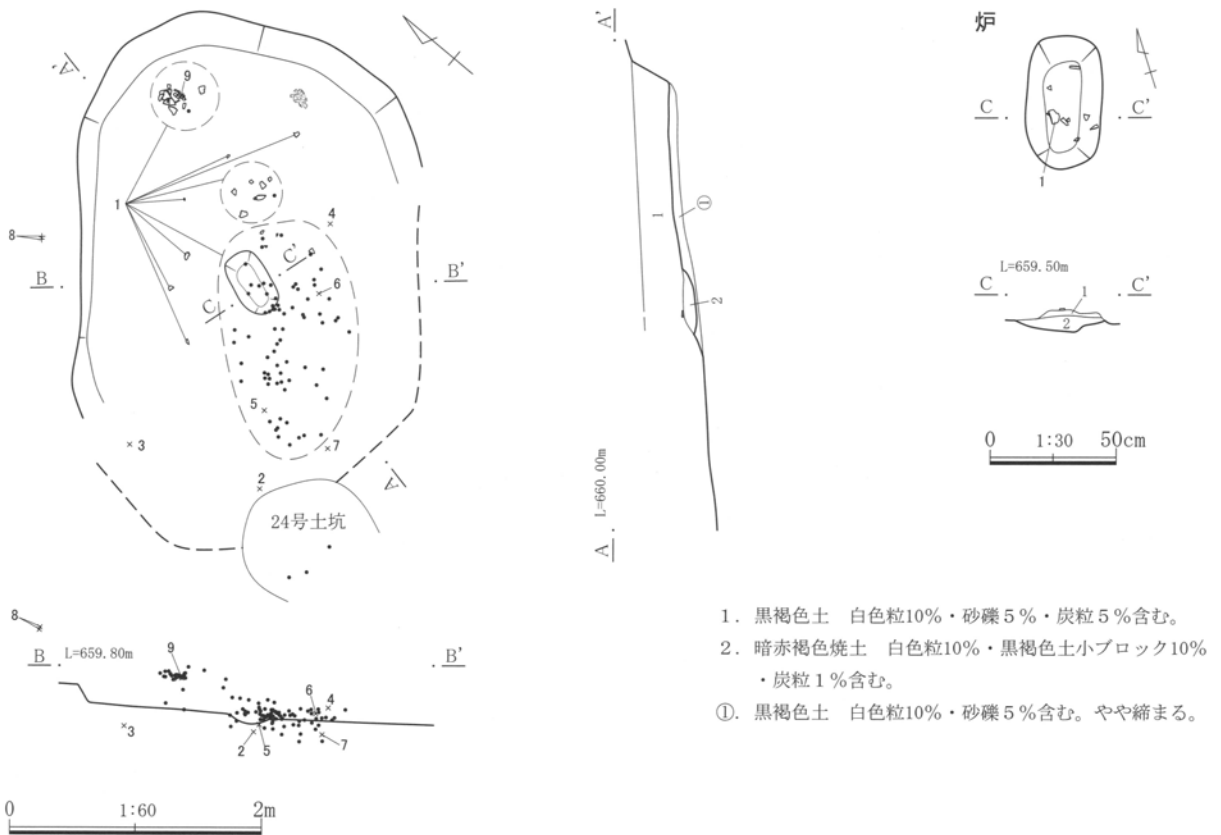 A'
9
1
4
8
B
B'
C'
C
6
5
3
7
2
A
24号土坑
8
B
L=659.80m
B'
9
6
4
3
2
5
7
0
1:60
2m
A'
1
①
2
L=660.00m
A
炉
C
C'
1
L=659.50m
C
C'
1
2
0
1:30
50cm
1. 黒褐色土 白色粒10%・砂礫5%・炭粒5%含む。
2. 暗赤褐色焼土 白色粒10%・黒褐色土小ブロック10%
・炭粒1%含む。
①. 黒褐色土 白色粒10%・砂礫5%含む。やや締まる。